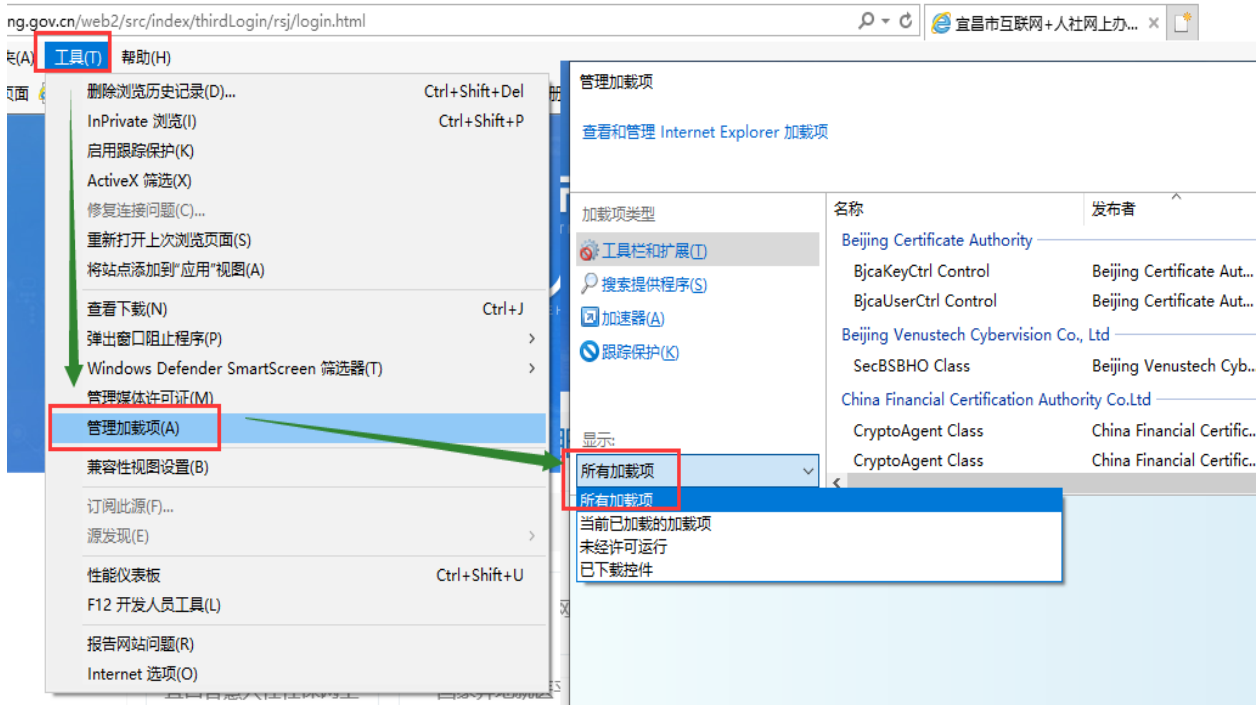 ng.gov.cn/web2/src/index/thirdLogin/rsj/login.html
宜昌市互联网+人社网上办...
工具(T) 帮助(H)
页面
删除浏览历史记录(D)... Ctrl+Shift+Del
InPrivate 浏览(I) Ctrl+Shift+P
启用跟踪保护(K)
ActiveX 筛选(X)
修复连接问题(C)...
重新打开上次浏览页面(S)
将站点添加到"应用"视图(A)
查看下载(N) Ctrl+J
弹出窗口阻止程序(P)
Windows Defender SmartScreen 筛选器(T)
管理媒体许可证(M)
管理加载项(A)
兼容性视图设置(B)
订阅此源(F)...
源发现(E)
性能仪表板 Ctrl+Shift+U
F12 开发人员工具(L)
报告网站问题(R)
Internet 选项(O)
管理加载项
查看和管理 Internet Explorer 加载项
加载项类型
工具栏和扩展(T)
搜索提供程序(S)
加速器(A)
跟踪保护(K)
显示:
所有加载项
所有加载项
当前已加载的加载项
未经许可运行
已下载控件
名称 发布者
Beijing Certificate Authority
BjcaKeyCtrl Control Beijing Certificate Aut...
BjcaUserCtrl Control Beijing Certificate Aut...
Beijing Venustech Cybervision Co., Ltd
SecBSBHO Class Beijing Venustech Cyb...
China Financial Certification Authority Co.Ltd
CryptoAgent Class China Financial Certific...
CryptoAgent Class China Financial Certific...